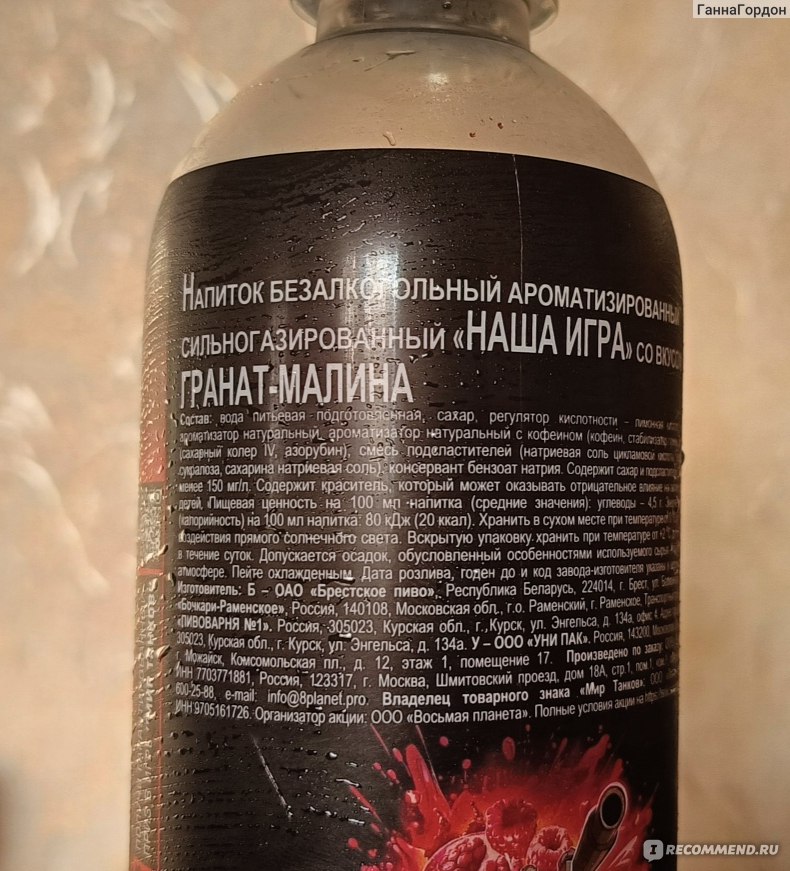 ГаннаГордон
НАПИТОК БЕЗАЛКОГОЛЬНЫЙ АРОМАТИЗИРОВАННЫЙ
СИЛЬНОГАЗИРОВАННЫЙ «НАША ИГРА» СО ВКУСОМ
ГРАНАТ-МАЛИНА
Состав: вода питьевая подготовленная, сахар, регулятор кислотности – лимонная
ароматизатор натуральный, ароматизатор натуральный с кофеином (кофеин,
(сахарный колер IV, азорубин), смесь подсластителей (натриевая соль цикламовой
сукралоза, сахарина натриевая соль), консервант бензоат натрия. Содержит сахар и
менее 150 мг/л. Содержит краситель, который может оказывать отрицательное влияние на
детей. Пищевая ценность на 100 мл напитка (средние значения): углеводы – 4,5 г.
(калорийность) на 100 мл напитка: 80 кДж (20 ккал). Хранить в сухом месте при температуре от
воздействия прямого солнечного света. Вскрытую упаковку хранить при температуре от +2
в течение суток. Допускается осадок, обусловленный особенностями используемого сырья.
атмосфере. Пейте охлажденным. Дата розлива, годен до и код завода-изготовителя указаны
Изготовитель: Б – ОАО «Брестское пиво», Республика Беларусь, 224014, г. Брест, ул.
«Бочкари-Раменское», Россия, 140108, Московская обл., г.о. Раменский, г. Раменское,
«ПИВОВАРНЯ №1». Россия, 305023, Курская обл., г. Курск, ул. Энгельса, д. 134а, офис 4.
305023, Курская обл., г. Курск, ул. Энгельса, д. 134а. У – ООО «УНИ ПАК». Россия, 143200,
г. Можайск, Комсомольская пл., д. 12, этаж 1, помещение 17. Произведено по заказу:
ИНН 7703771881, Россия, 123317, г. Москва, Шмитовский проезд, дом 18А, стр.1, пом.1,
600-25-88, e-mail: info@8planet.pro. Владелец товарного знака «Мир Танков»: ООО
ИНН 9705161726. Организатор акции: ООО «Восьмая планета». Полные условия акции на
IRECOMMEND.RU